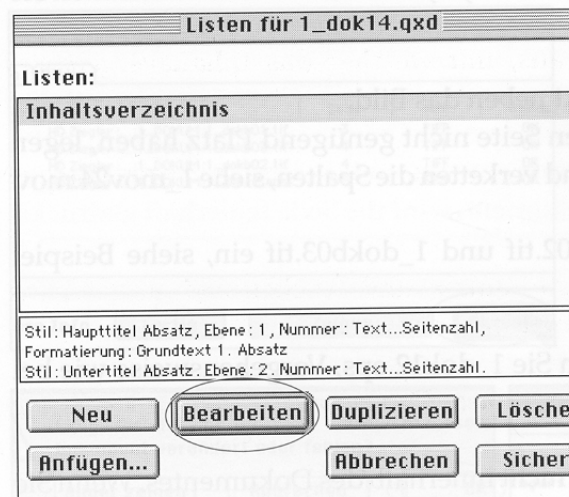 Listen für 1_dok14.qxd
Listen:
Inhaltsverzeichnis
Stil: Haupttitel Absatz, Ebene: 1, Nummer: Text...Seitenzahl,
Formatierung: Grundtext 1. Absatz
Stil: Untertitel Absatz. Ebene: 2. Nummer: Text...Seitenzahl.
Neu Bearbeiten Duplizieren Lösche
Anfügen... Abbrechen Sicher